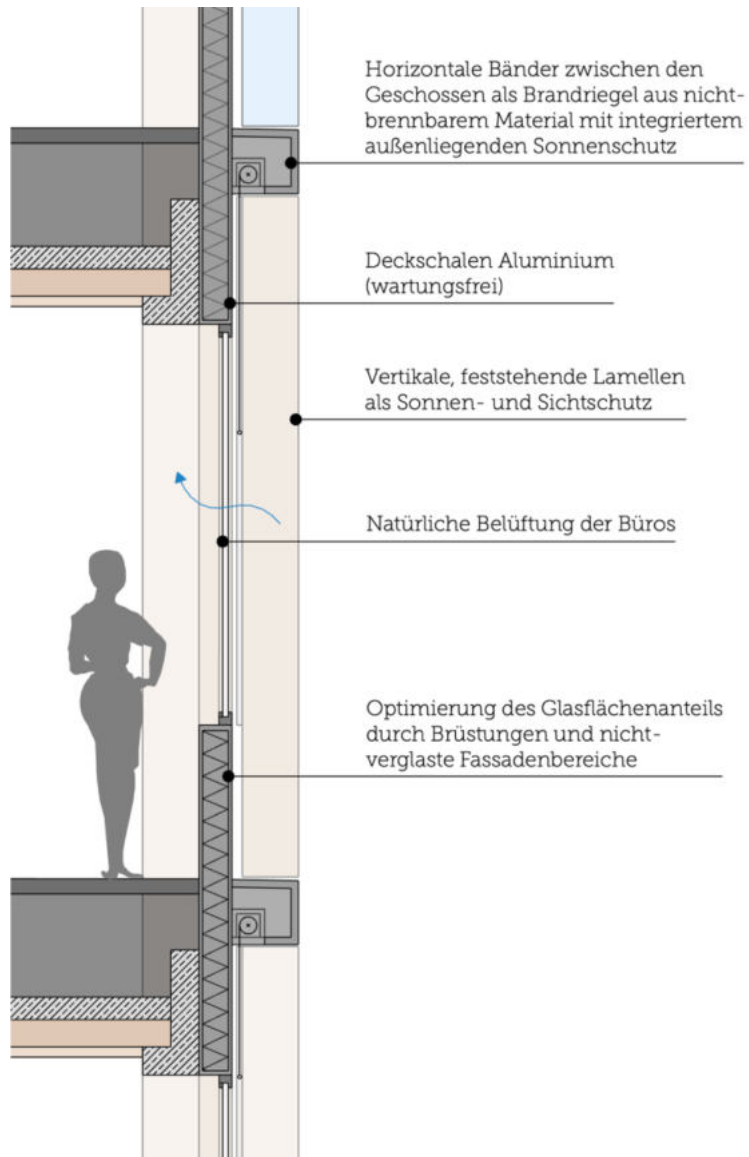 Horizontale Bänder zwischen den
Geschossen als Brandriegel aus nicht-
brennbarem Material mit integriertem
außenliegenden Sonnenschutz
Deckschalen Aluminium
(wartungsfrei)
Vertikale, feststehende Lamellen
als Sonnen- und Sichtschutz
Natürliche Belüftung der Büros
Optimierung des Glasflächenanteils
durch Brüstungen und nicht-
verglaste Fassadenbereiche